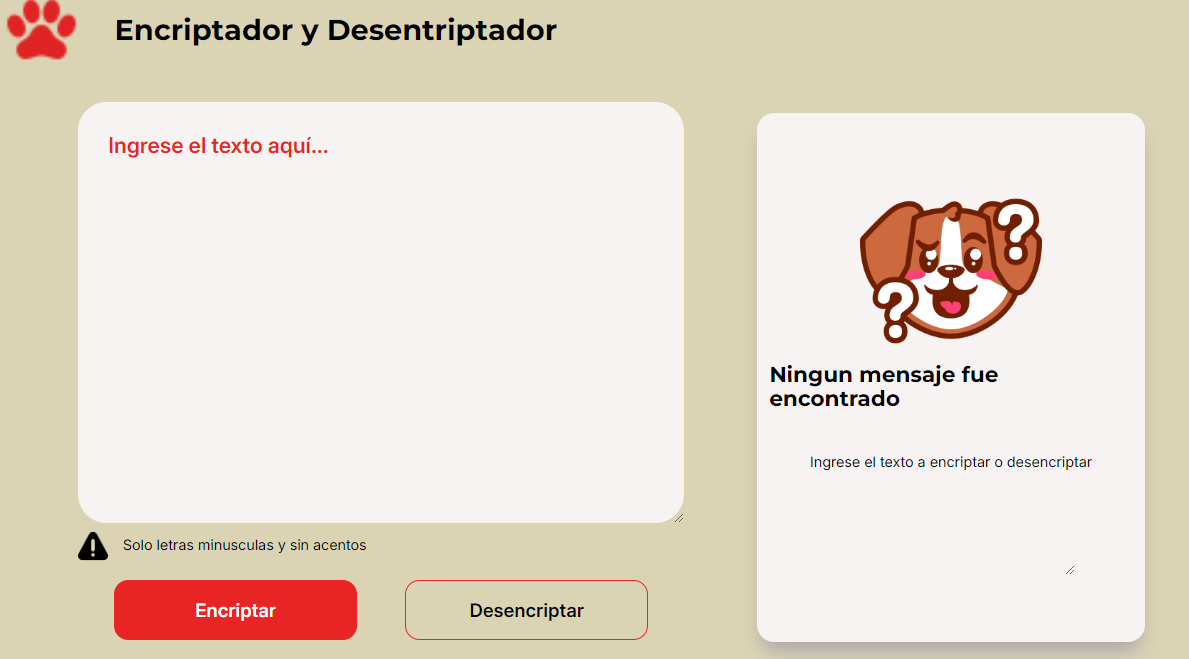 Encriptador y Desentriptador
Ingrese el texto aquí...
Solo letras minusculas y sin acentos
Encriptar
Desencriptar
? ?
Ningun mensaje fue
encontrado
Ingrese el texto a encriptar o desencriptar